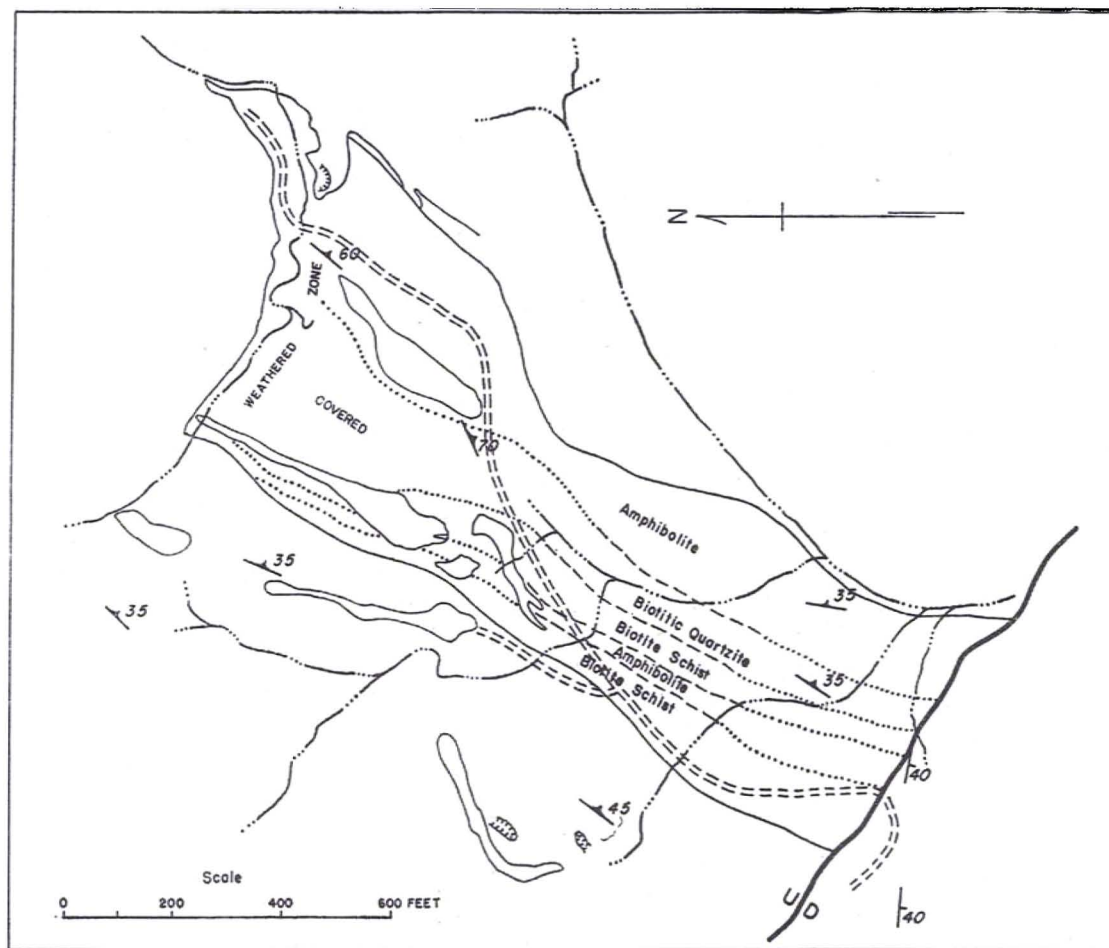 N
60
ZONE
WEATHERED
COVERED
70
Amphibolite
35
35
35
Biotitic Quartzite
Biotite Schist
Amphibolite
Biotite Schist
35
40
45
Scale
0 200 400 600 FEET
U
D
40